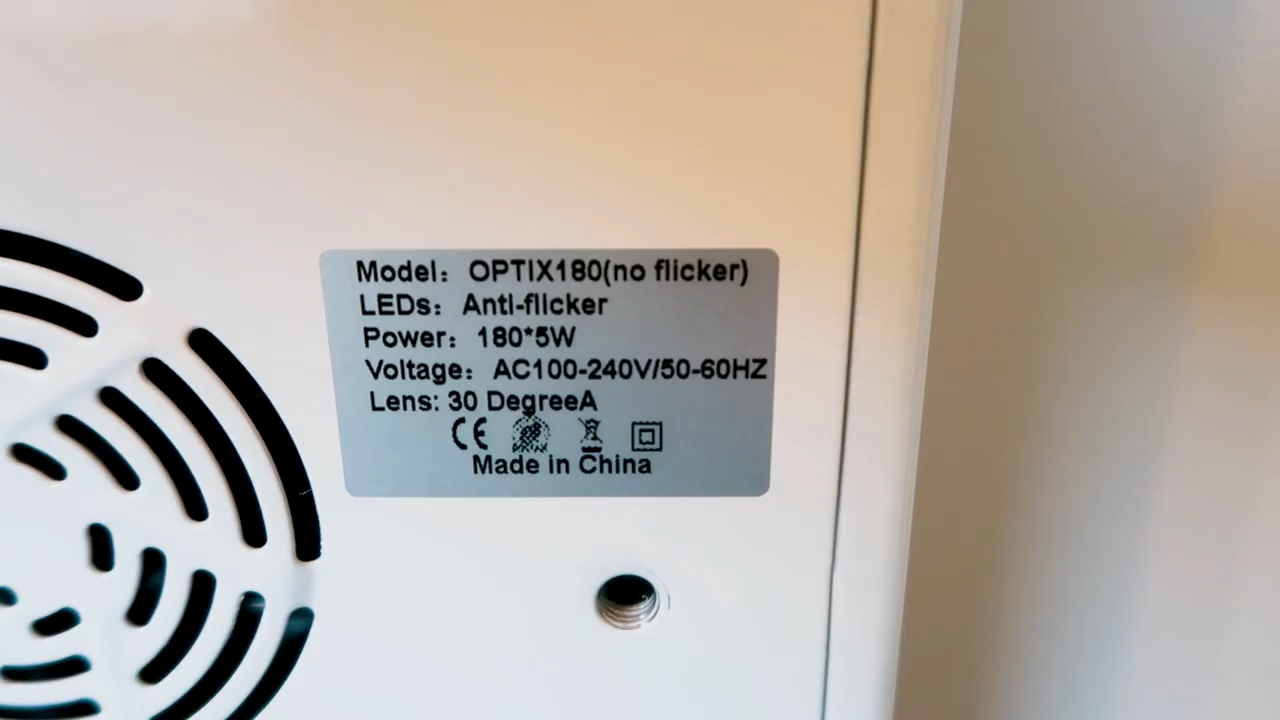 Model: OPTIX180(no flicker)
LEDs: Anti-flicker
Power: 180*5W
Voltage: AC100-240V/50-60HZ
Lens: 30 DegreeA
CE
Made in China